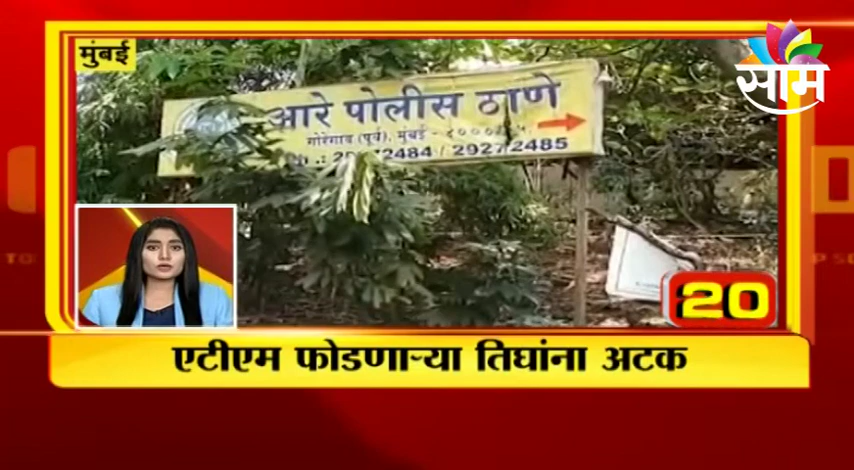 मुंबई
साम
आरे पोलीस ठाणे
गोरेगाव (पूर्व), मुंबई -
2484 / 29272485
20
एटीएम फोडणाऱ्या तिघांना अटक